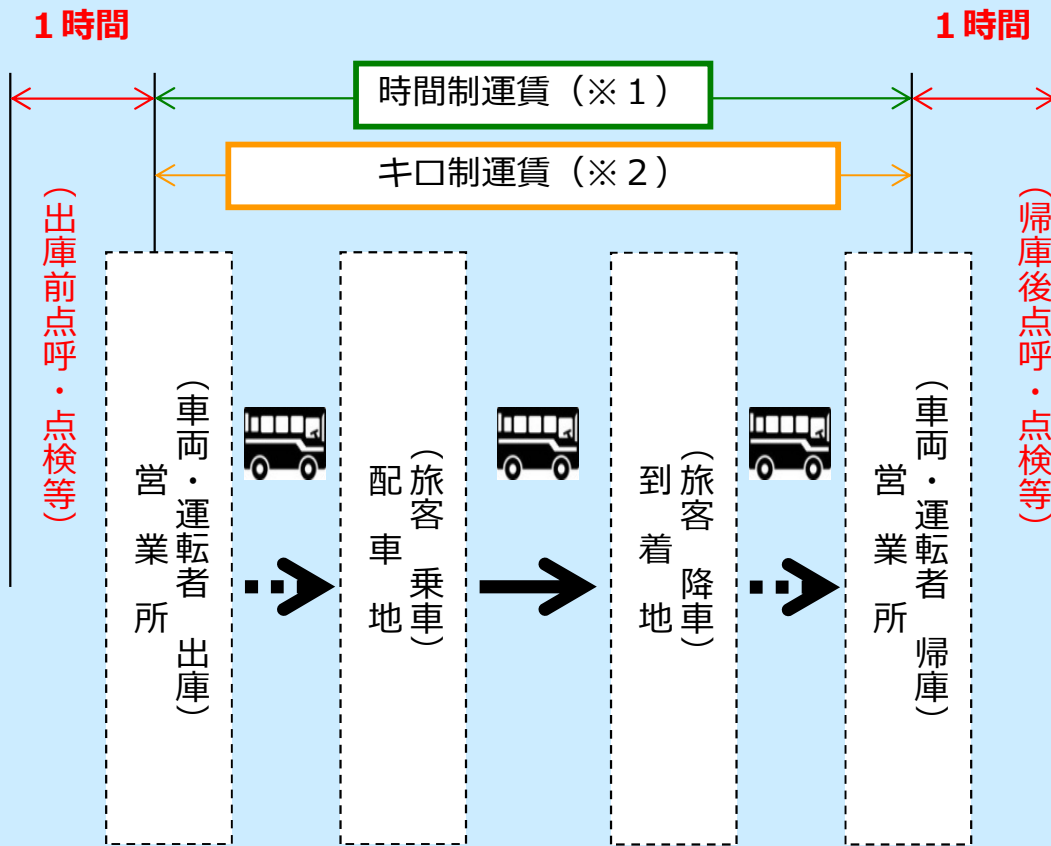 1時間
1時間
時間制運賃（※1）
キロ制運賃（※2）
（出庫前点呼・点検等）
営業所
（車両・運転者 出庫）
配車地
（旅客 乗車）
到着地
（旅客 降車）
営業所
（車両・運転者 帰庫）
（帰庫後点呼・点検等）